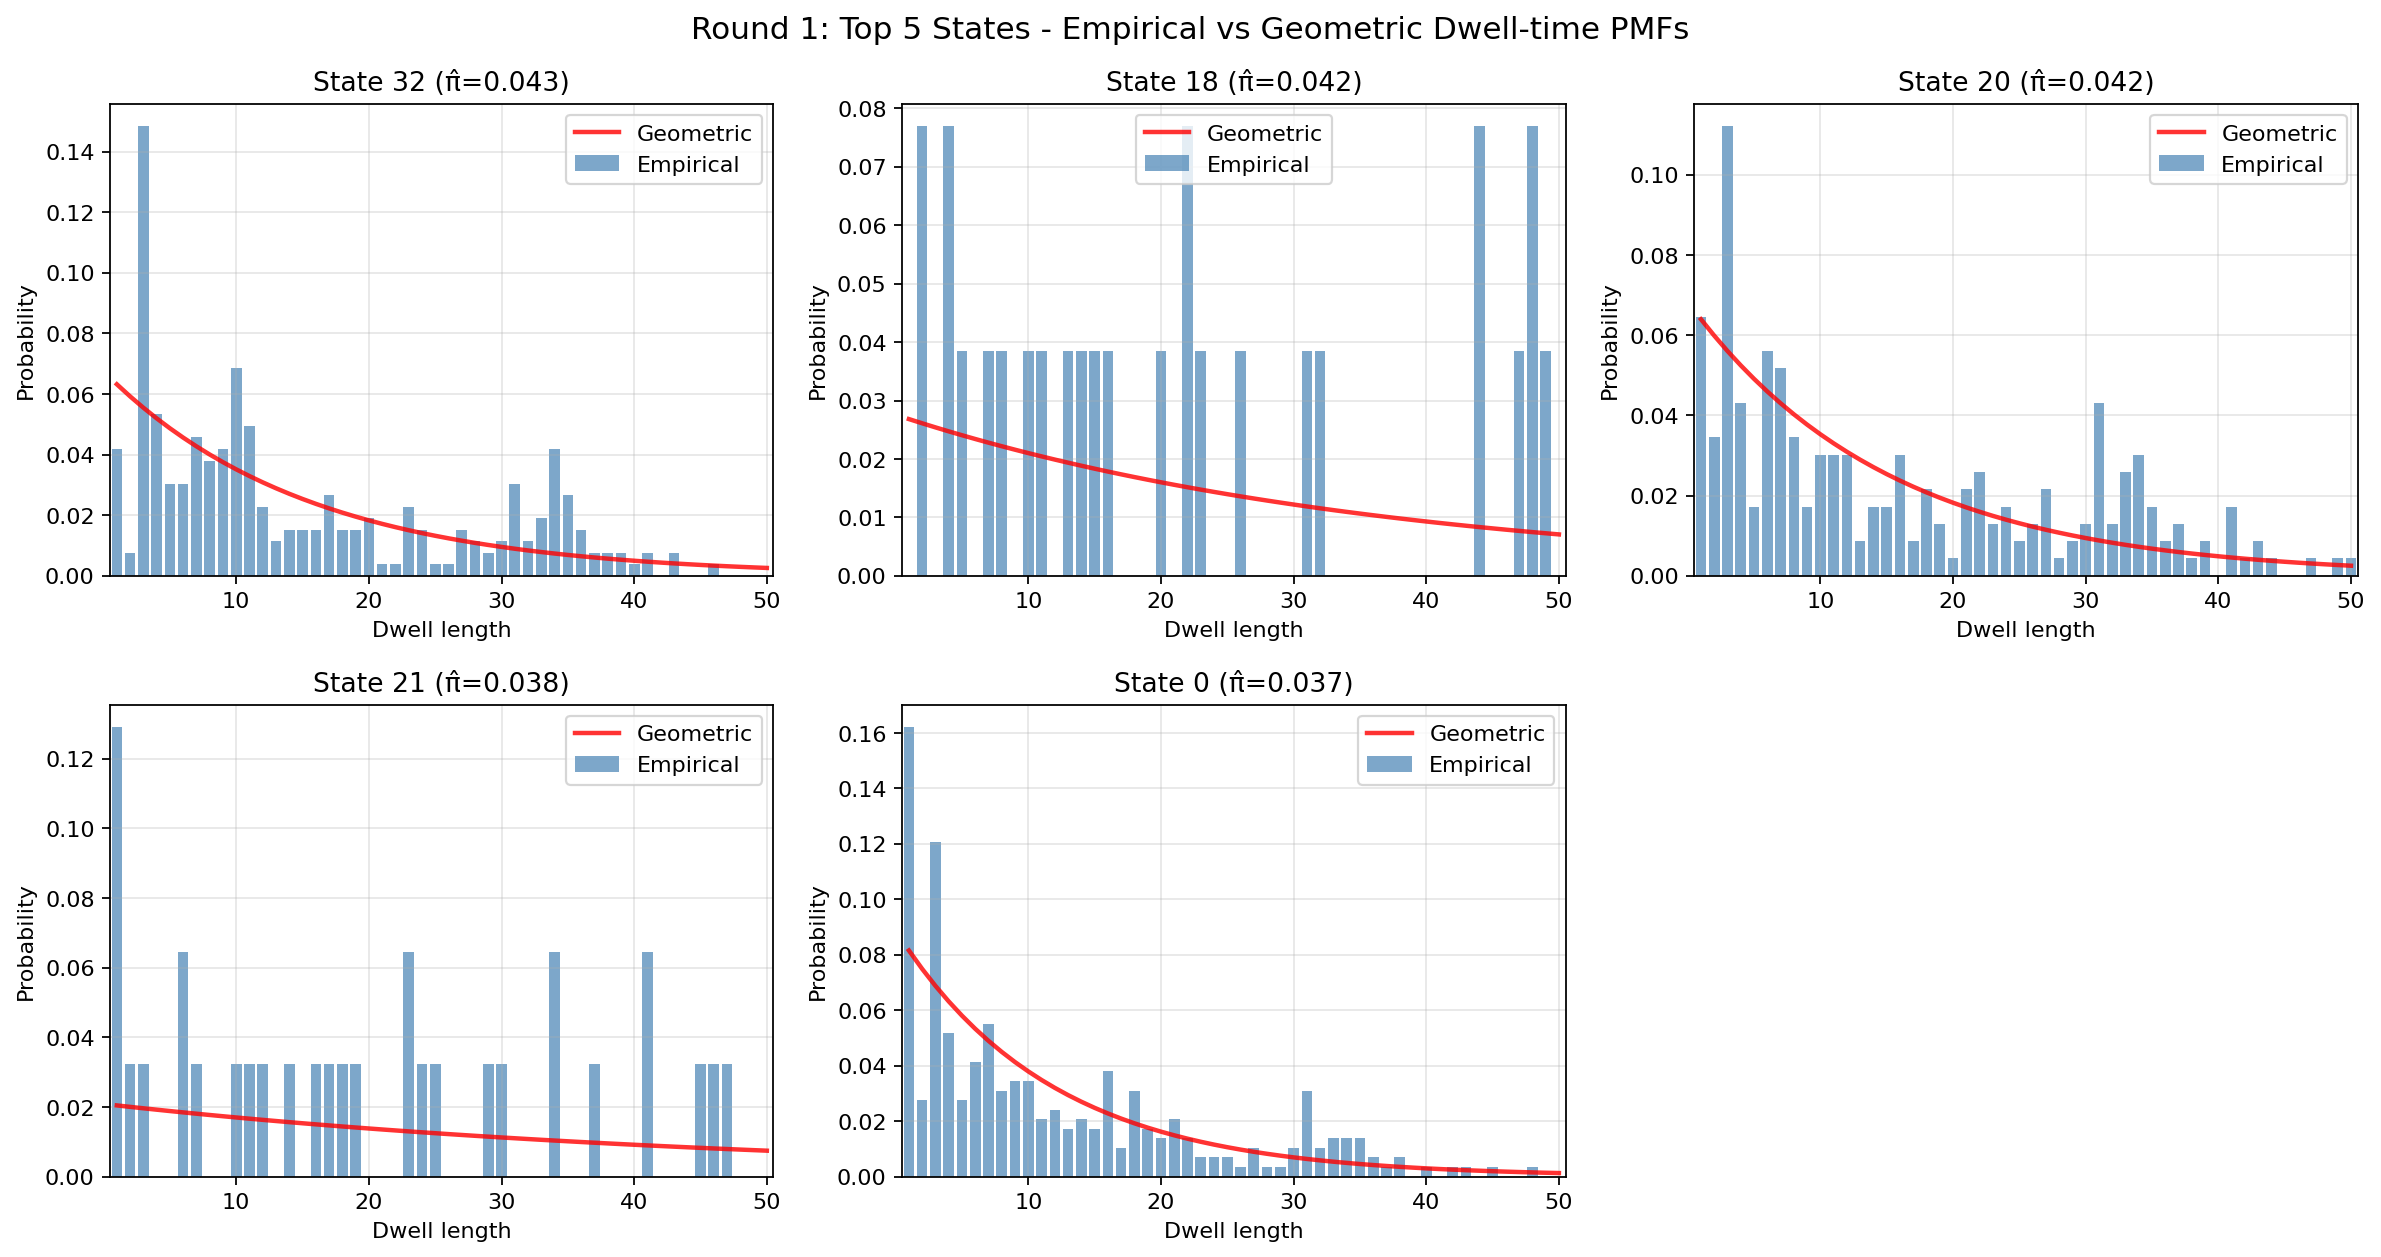 Round 1: Top 5 States - Empirical vs Geometric Dwell-time PMFs
State 32 (π̂=0.043)
Probability
0.14
0.12
0.10
0.08
0.06
0.04
0.02
0.00
10 20 30 40 50
Dwell length
Geometric
Empirical
State 18 (π̂=0.042)
Probability
0.08
0.07
0.06
0.05
0.04
0.03
0.02
0.01
0.00
10 20 30 40 50
Dwell length
Geometric
Empirical
State 20 (π̂=0.042)
Probability
0.10
0.08
0.06
0.04
0.02
0.00
10 20 30 40 50
Dwell length
Geometric
Empirical
State 21 (π̂=0.038)
Probability
0.12
0.10
0.08
0.06
0.04
0.02
0.00
10 20 30 40 50
Dwell length
Geometric
Empirical
State 0 (π̂=0.037)
Probability
0.16
0.14
0.12
0.10
0.08
0.06
0.04
0.02
0.00
10 20 30 40 50
Dwell length
Geometric
Empirical